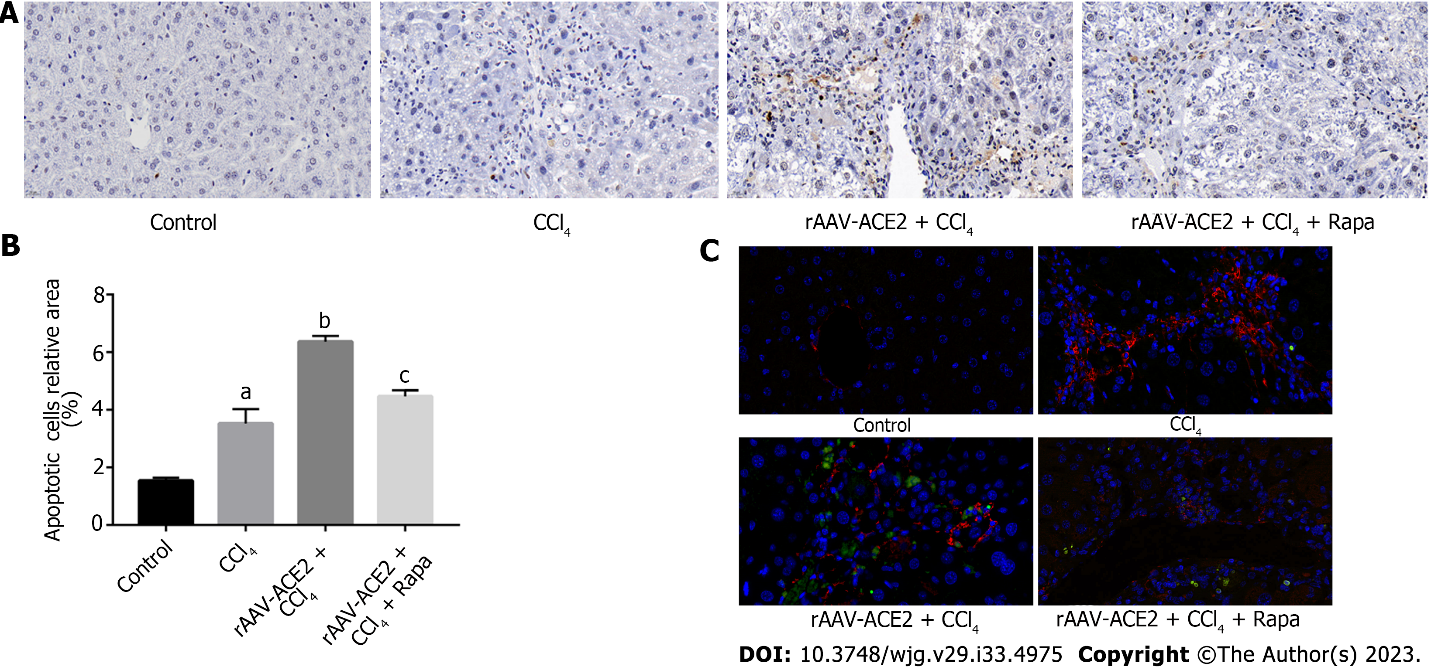 A
Control
CCl4
rAAV-ACE2 + CCl4
rAAV-ACE2 + CCl4 + Rapa
B
Apoptotic cells relative area
(%)
8
6
4
2
0
a
b
c
Control
CCl4
rAAV-ACE2 +
CCl4
rAAV-ACE2 +
CCl4 + Rapa
C
Control
CCl4
rAAV-ACE2 + CCl4
rAAV-ACE2 + CCl4 + Rapa
DOI: 10.3748/wjg.v29.i33.4975 Copyright ©The Author(s) 2023.